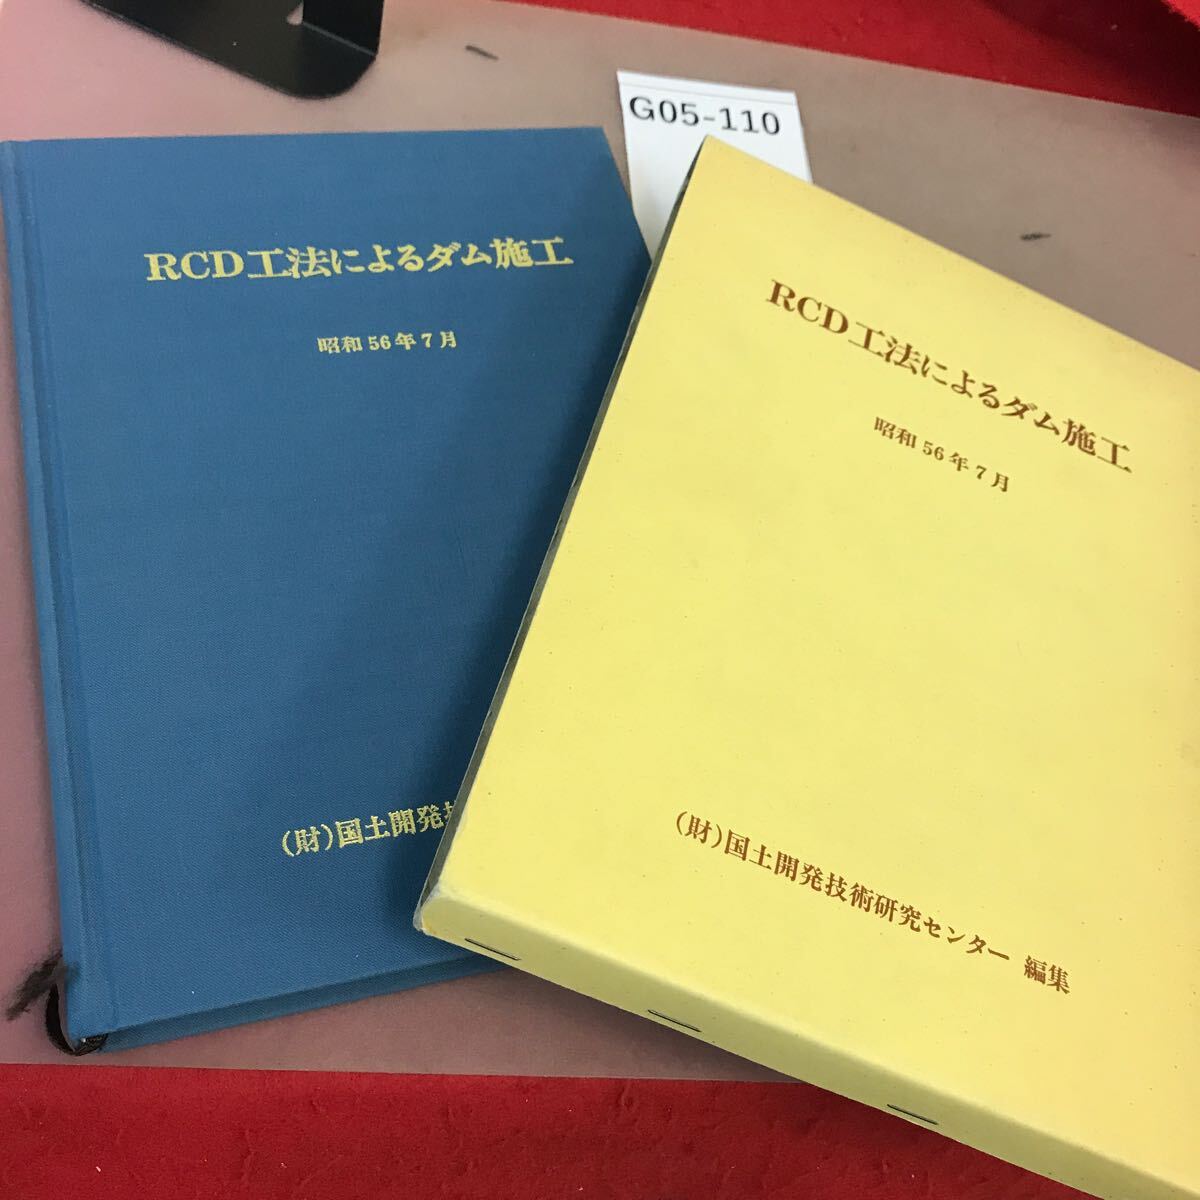 G05-110
RCD工法によるダム施工
昭和56年7月
(財)国土開発技
RCD工法によるダム施工
昭和56年7月
(財)国土開発技術研究センター 編集